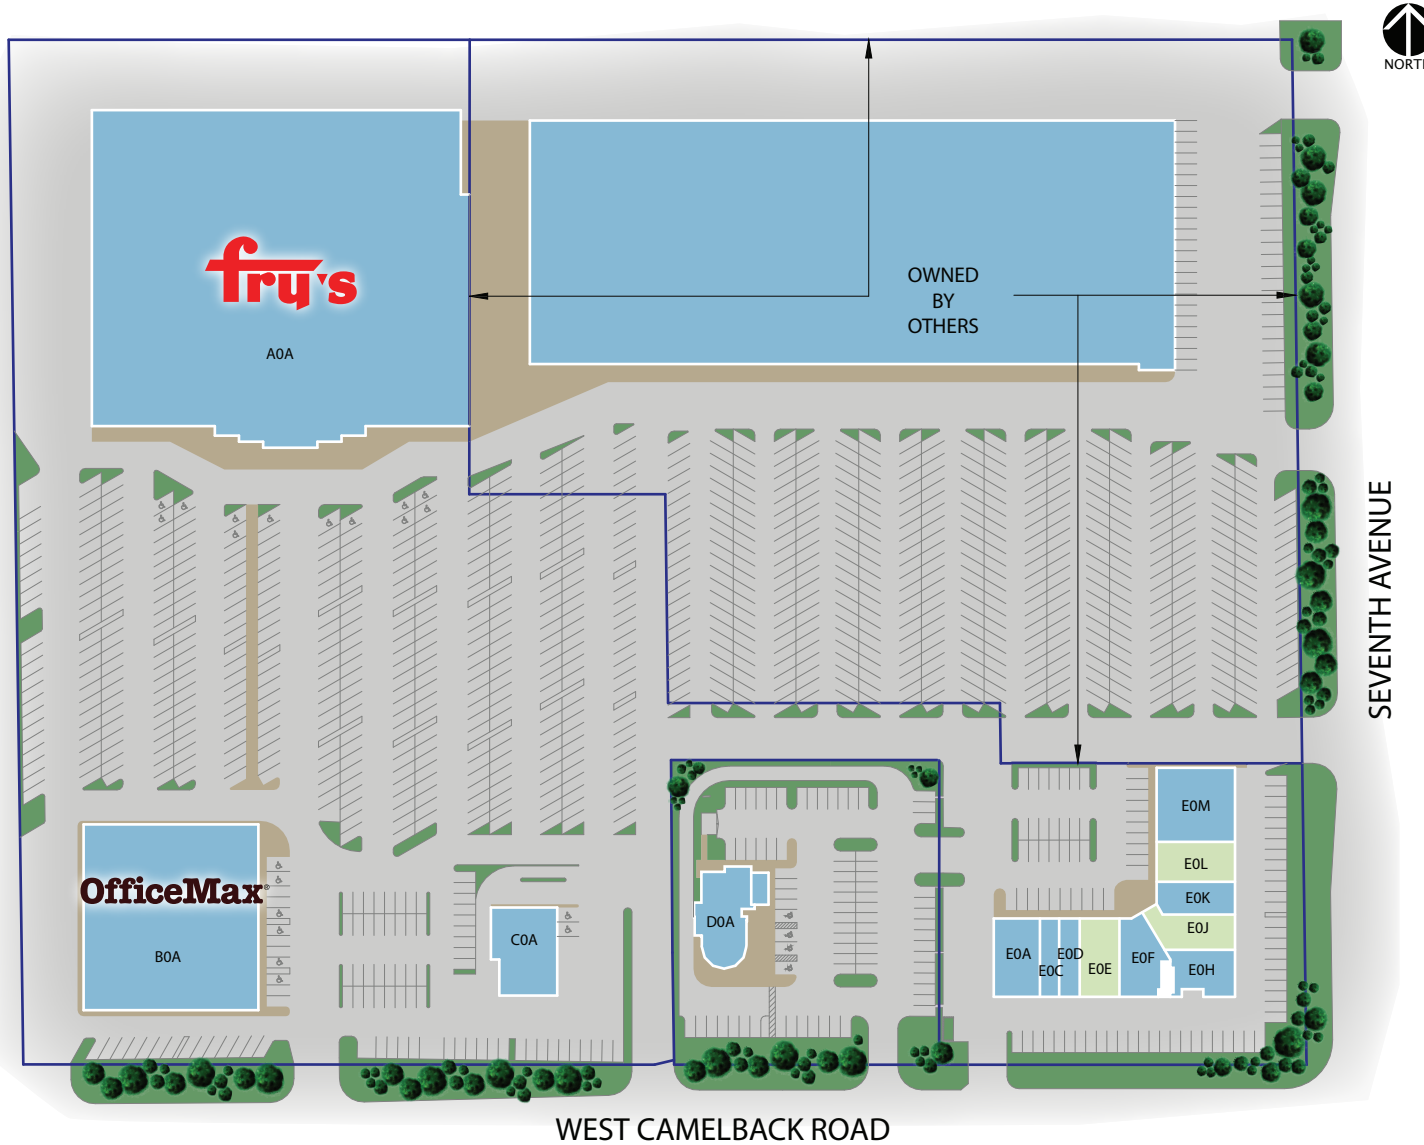 NORTH
fry's
A0A
OWNED
BY
OTHERS
SEVENTH AVENUE
OfficeMax®
B0A
C0A
D0A
E0M
E0L
E0K
E0J
E0A
E0C
E0D
E0E
E0F
E0H
WEST CAMELBACK ROAD